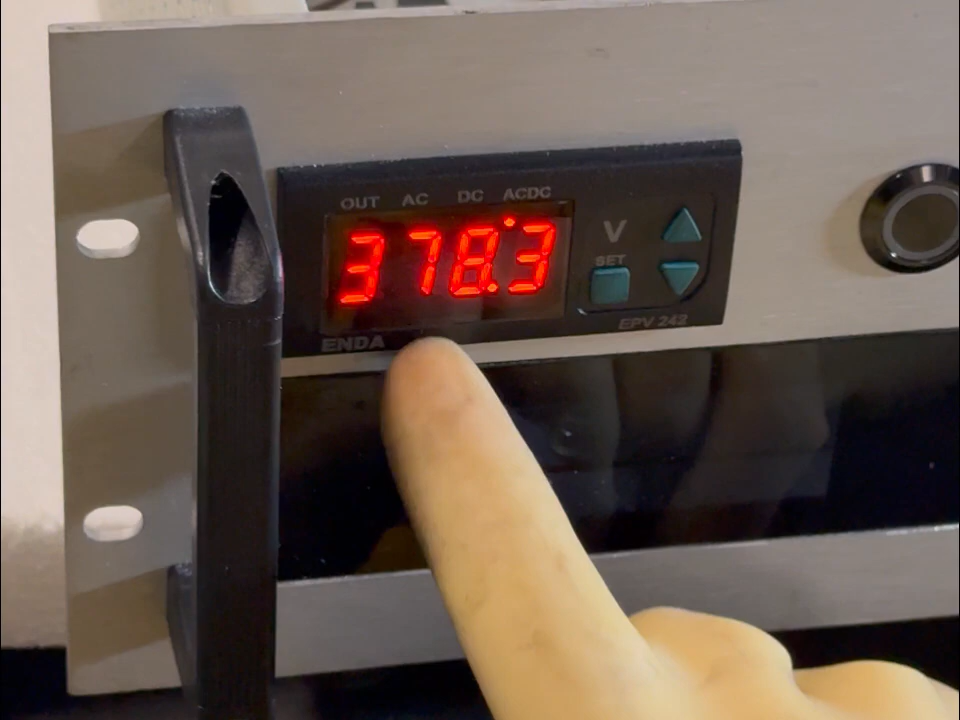 OUT AC DC ACDC
378.3
V
SET
ENDA
EPV 242